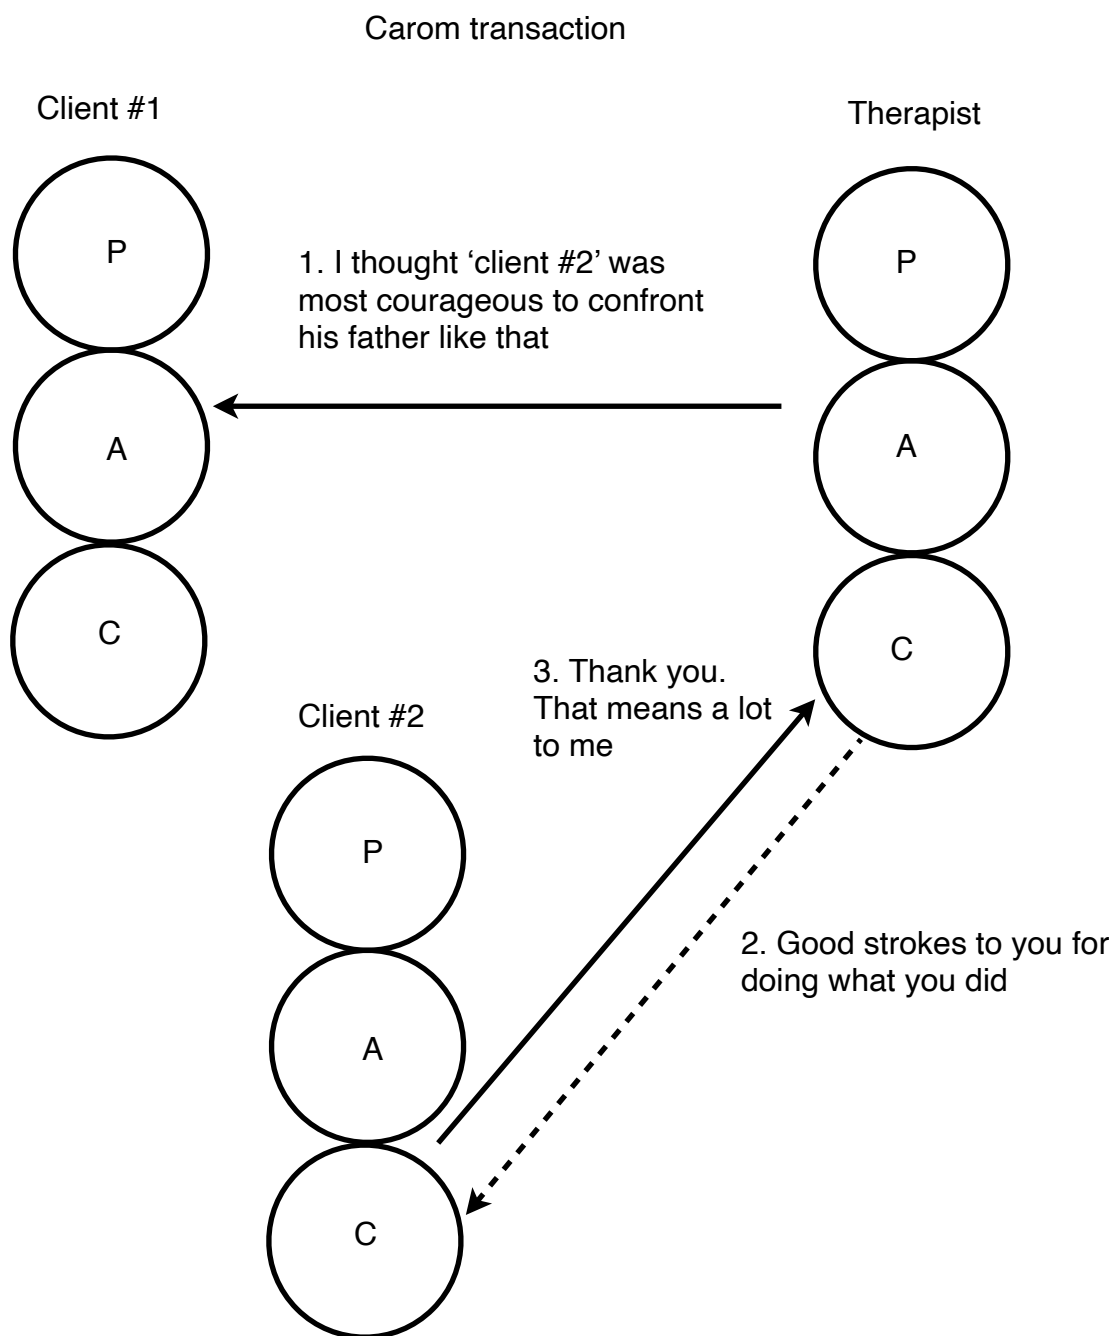 Carom transaction
Client #1
Therapist
P
P
1. I thought ‘client #2’ was
most courageous to confront
his father like that
A
A
C
C
3. Thank you.
That means a lot
to me
Client #2
P
2. Good strokes to you for
doing what you did
A
C